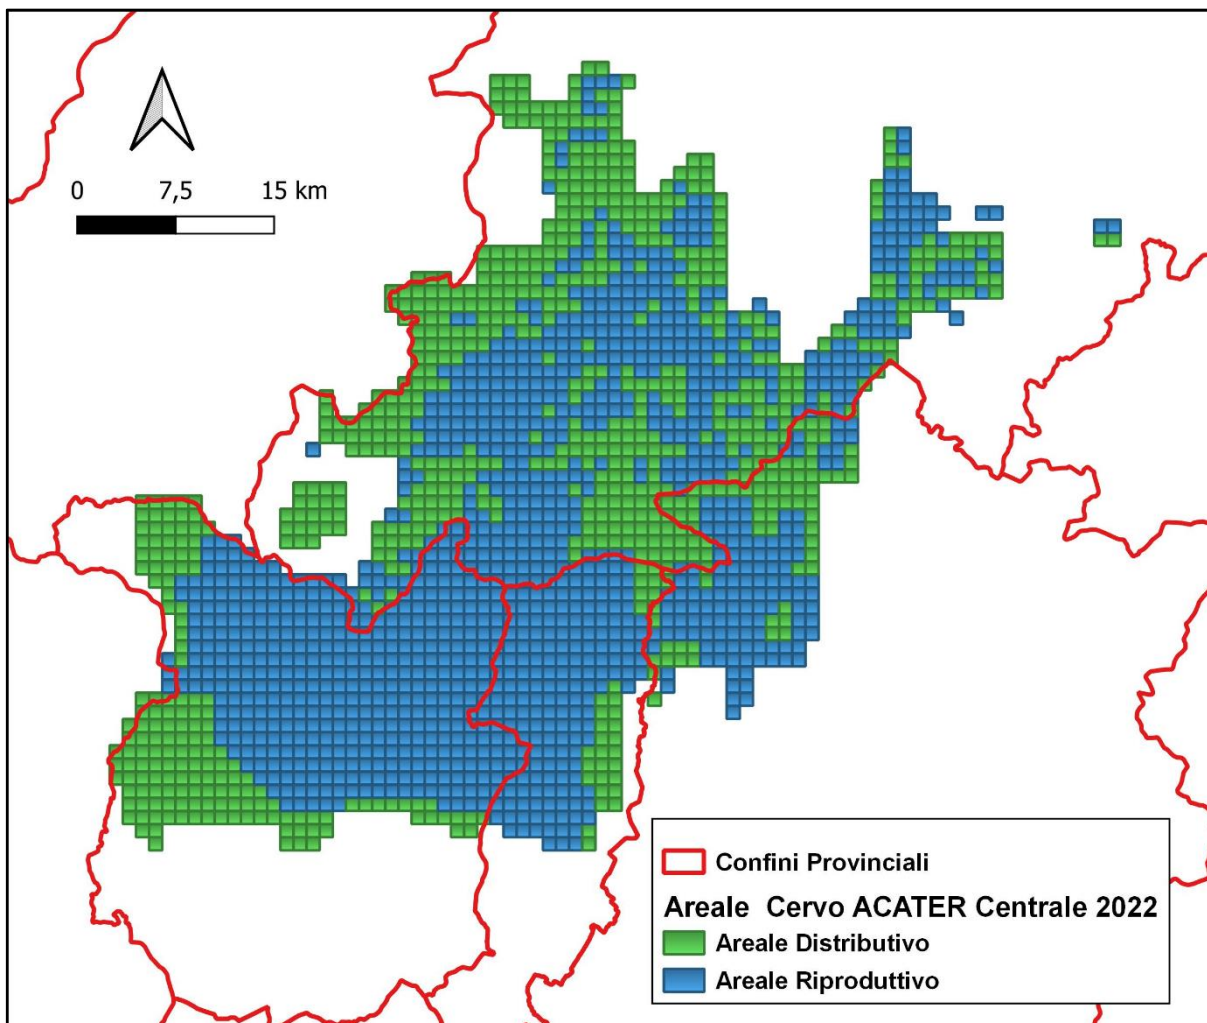 0 7,5 15 km
Confini Provinciali
Areale Cervo ACATER Centrale 2022
Areale Distributivo
Areale Riproduttivo